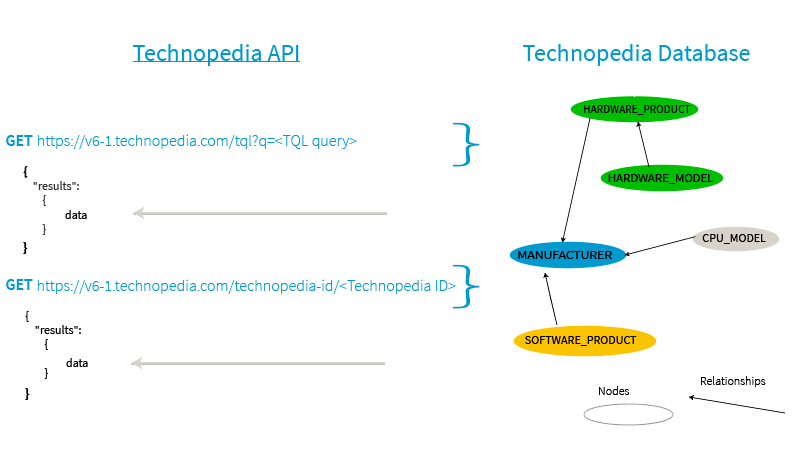 Technopedia API
GET https://v6-1.technopedia.com/tql?q=<TQL query>
{
"results":
{
data
}
}
GET https://v6-1.technopedia.com/technopedia-id/<Technopedia ID>
{
"results":
{
data
}
}
Technopedia Database
HARDWARE_PRODUCT
HARDWARE_MODEL
CPU_MODEL
MANUFACTURER
SOFTWARE_PRODUCT
Nodes
Relationships